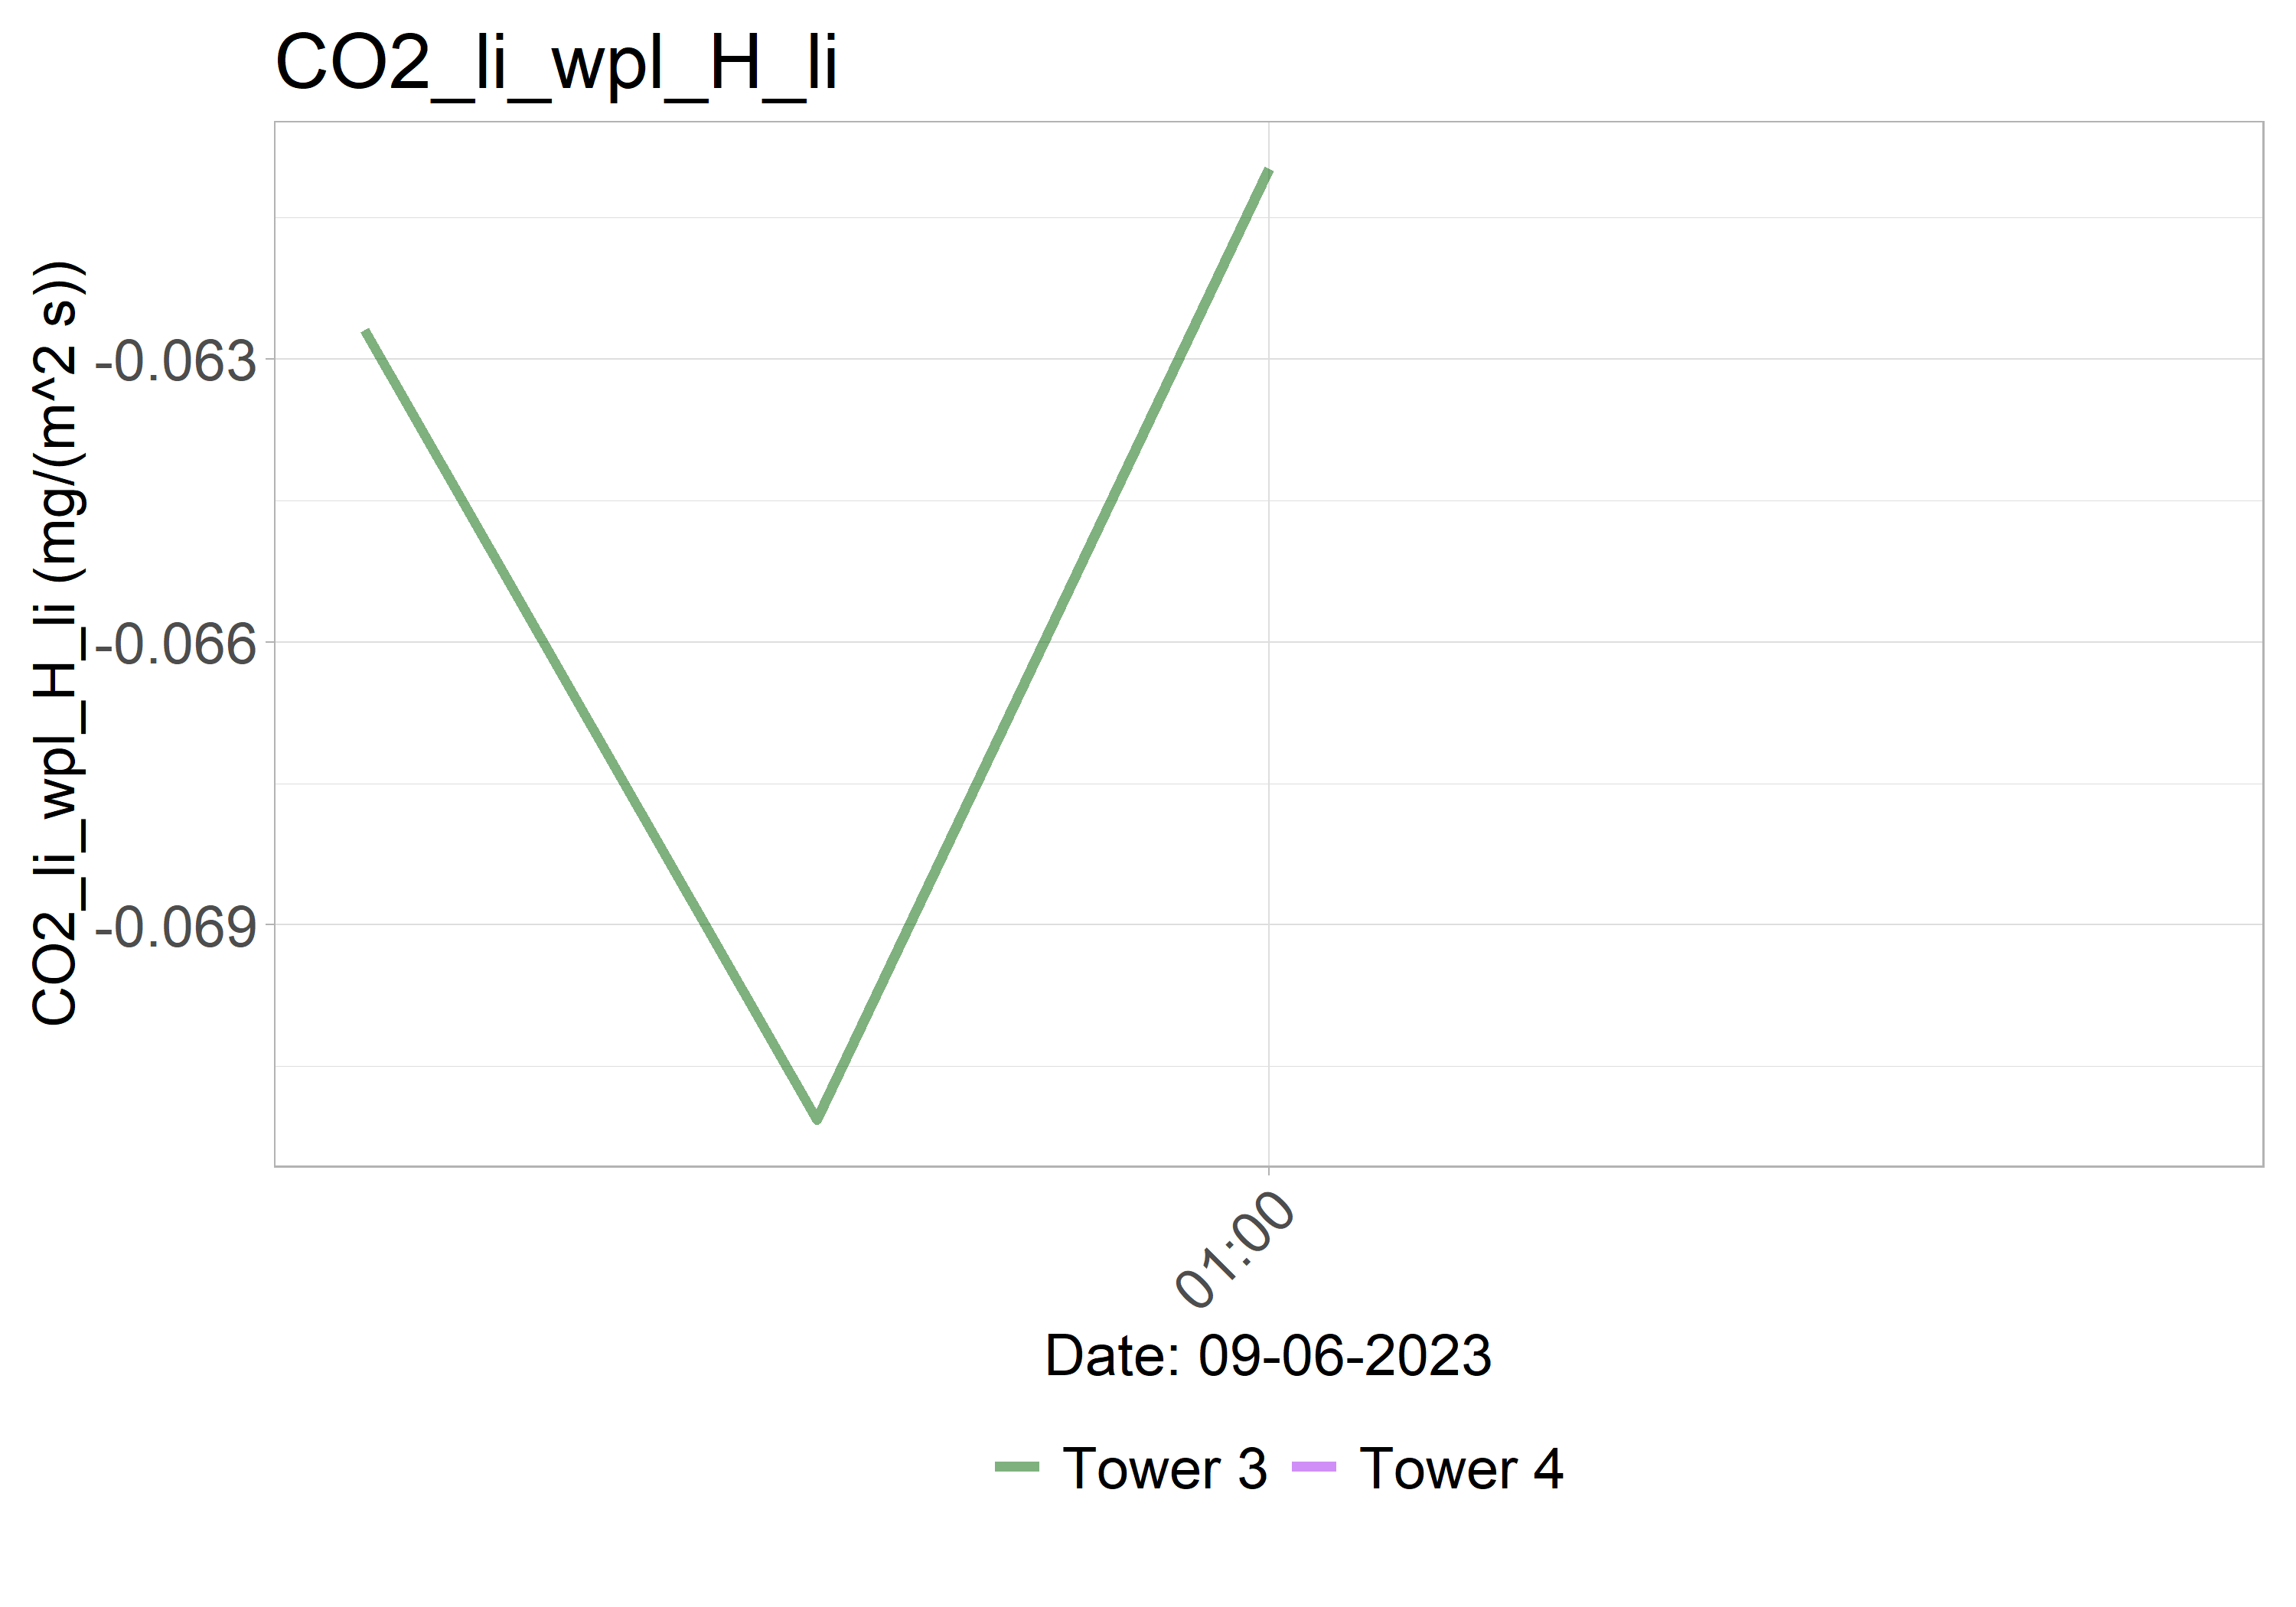 CO2_li_wpl_H_li
CO2_li_wpl_H_li (mg/(m^2 s))
-0.063
-0.066
-0.069
01:00
Date: 09-06-2023
Tower 3 Tower 4